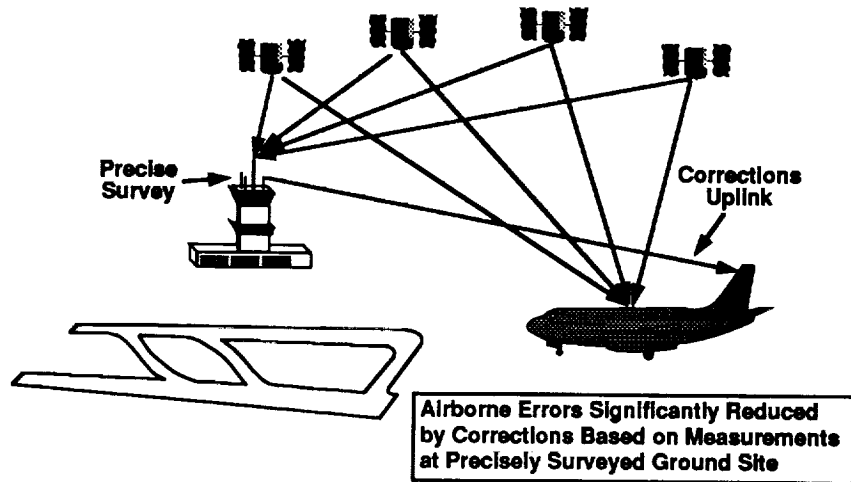 Precise
Survey
Corrections
Uplink
Airborne Errors Significantly Reduced
by Corrections Based on Measurements
at Precisely Surveyed Ground Site